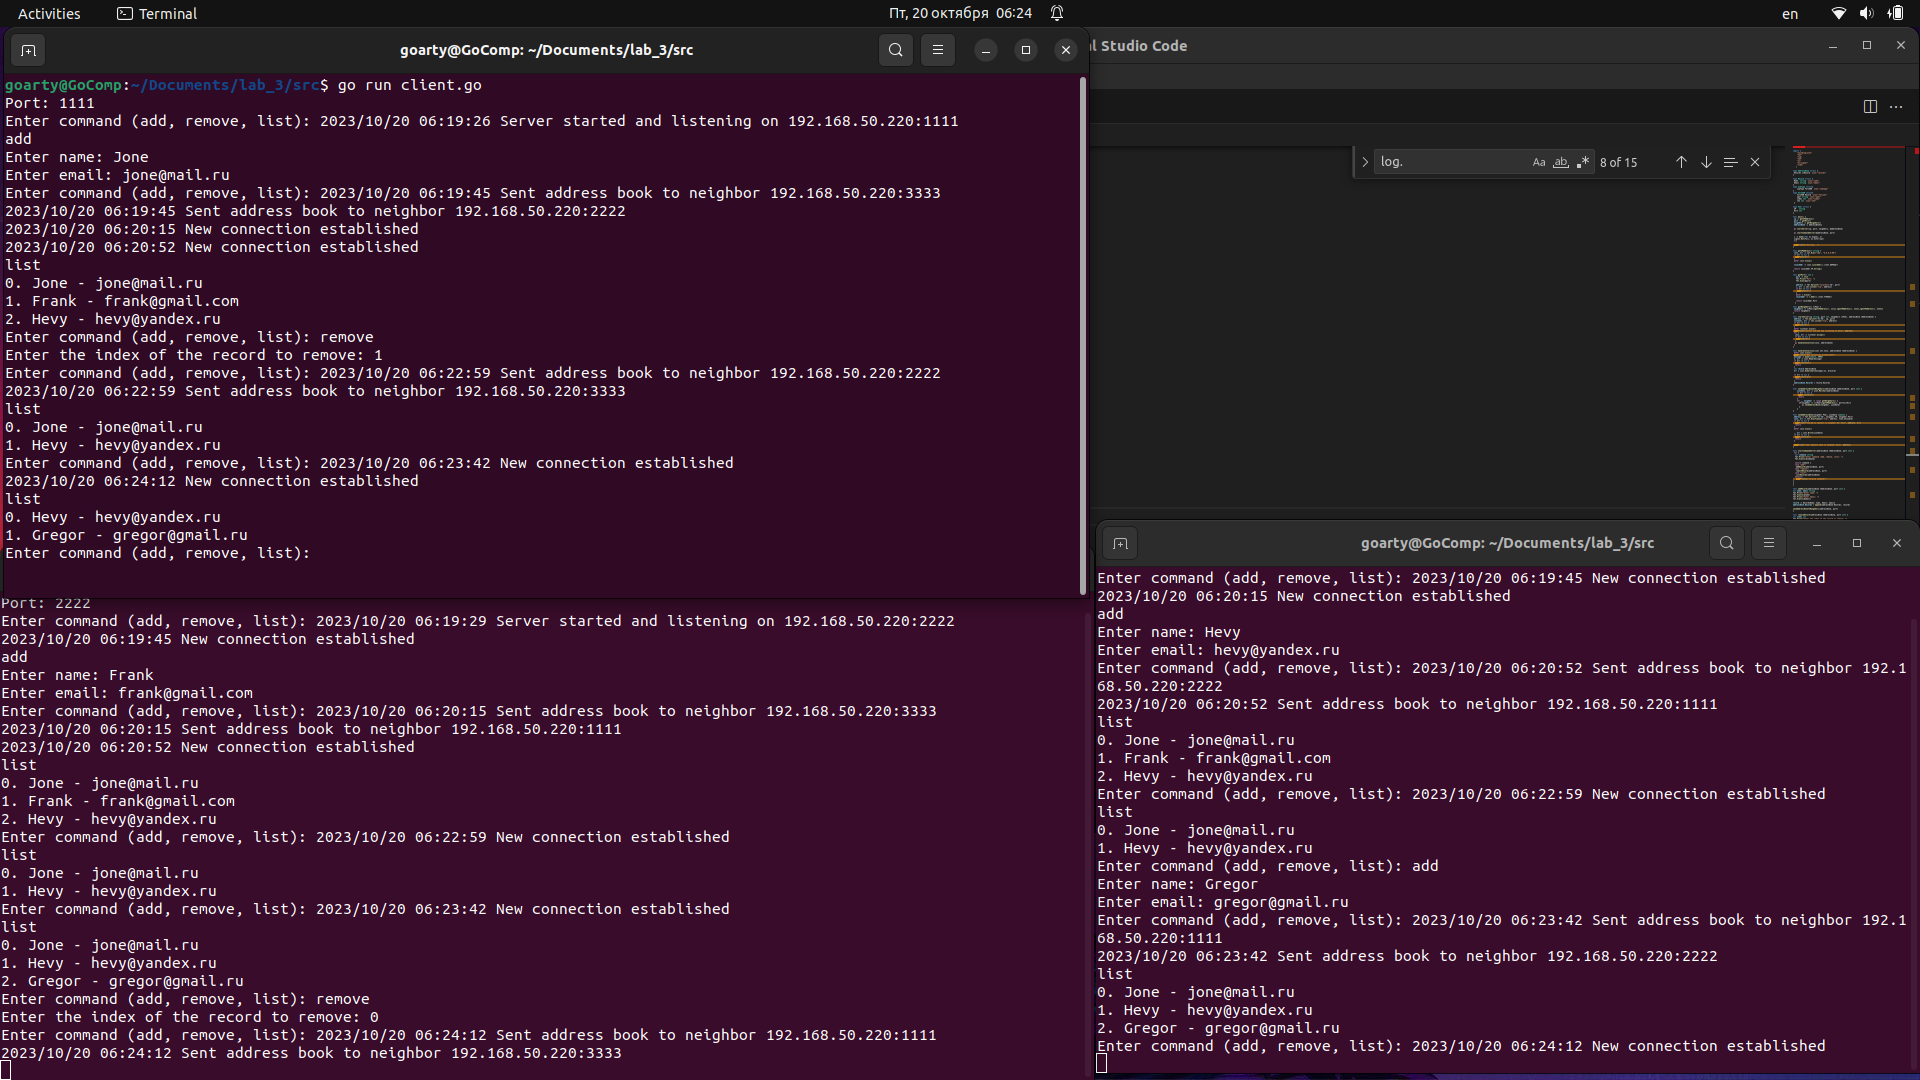 Activities
Terminal
Пт, 20 октября 06:24
en
goarty@GoComp: ~/Documents/lab_3/src
goarty@GoComp:~/Documents/lab_3/src$ go run client.go
Port: 1111
Enter command (add, remove, list): 2023/10/20 06:19:26 Server started and listening on 192.168.50.220:1111
add
Enter name: Jone
Enter email: jone@mail.ru
Enter command (add, remove, list): 2023/10/20 06:19:45 Sent address book to neighbor 192.168.50.220:3333
2023/10/20 06:19:45 Sent address book to neighbor 192.168.50.220:2222
2023/10/20 06:20:15 New connection established
2023/10/20 06:20:52 New connection established
list
0. Jone - jone@mail.ru
1. Frank - frank@gmail.com
2. Hevy - hevy@yandex.ru
Enter command (add, remove, list): remove
Enter the index of the record to remove: 1
Enter command (add, remove, list): 2023/10/20 06:22:59 Sent address book to neighbor 192.168.50.220:2222
2023/10/20 06:22:59 Sent address book to neighbor 192.168.50.220:3333
list
0. Jone - jone@mail.ru
1. Hevy - hevy@yandex.ru
Enter command (add, remove, list): 2023/10/20 06:23:42 New connection established
2023/10/20 06:24:12 New connection established
list
0. Hevy - hevy@yandex.ru
1. Gregor - gregor@gmail.ru
Enter command (add, remove, list):
Port: 2222
Enter command (add, remove, list): 2023/10/20 06:19:29 Server started and listening on 192.168.50.220:2222
2023/10/20 06:19:45 New connection established
add
Enter name: Frank
Enter email: frank@gmail.com
Enter command (add, remove, list): 2023/10/20 06:20:15 Sent address book to neighbor 192.168.50.220:3333
2023/10/20 06:20:15 Sent address book to neighbor 192.168.50.220:1111
2023/10/20 06:20:52 New connection established
list
0. Jone - jone@mail.ru
1. Frank - frank@gmail.com
2. Hevy - hevy@yandex.ru
Enter command (add, remove, list): 2023/10/20 06:22:59 New connection established
list
0. Jone - jone@mail.ru
1. Hevy - hevy@yandex.ru
Enter command (add, remove, list): 2023/10/20 06:23:42 New connection established
list
0. Jone - jone@mail.ru
1. Hevy - hevy@yandex.ru
2. Gregor - gregor@gmail.ru
Enter command (add, remove, list): remove
Enter the index of the record to remove: 0
Enter command (add, remove, list): 2023/10/20 06:24:12 Sent address book to neighbor 192.168.50.220:1111
2023/10/20 06:24:12 Sent address book to neighbor 192.168.50.220:3333
l Studio Code
log.
Aa
ab
8 of 15
goarty@GoComp: ~/Documents/lab_3/src
Enter command (add, remove, list): 2023/10/20 06:19:45 New connection established
2023/10/20 06:20:15 New connection established
add
Enter name: Hevy
Enter email: hevy@yandex.ru
Enter command (add, remove, list): 2023/10/20 06:20:52 Sent address book to neighbor 192.1
68.50.220:2222
2023/10/20 06:20:52 Sent address book to neighbor 192.168.50.220:1111
list
0. Jone - jone@mail.ru
1. Frank - frank@gmail.com
2. Hevy - hevy@yandex.ru
Enter command (add, remove, list): 2023/10/20 06:22:59 New connection established
list
0. Jone - jone@mail.ru
1. Hevy - hevy@yandex.ru
Enter command (add, remove, list): add
Enter name: Gregor
Enter email: gregor@gmail.ru
Enter command (add, remove, list): 2023/10/20 06:23:42 Sent address book to neighbor 192.1
68.50.220:1111
2023/10/20 06:23:42 Sent address book to neighbor 192.168.50.220:2222
list
0. Jone - jone@mail.ru
1. Hevy - hevy@yandex.ru
2. Gregor - gregor@gmail.ru
Enter command (add, remove, list): 2023/10/20 06:24:12 New connection established